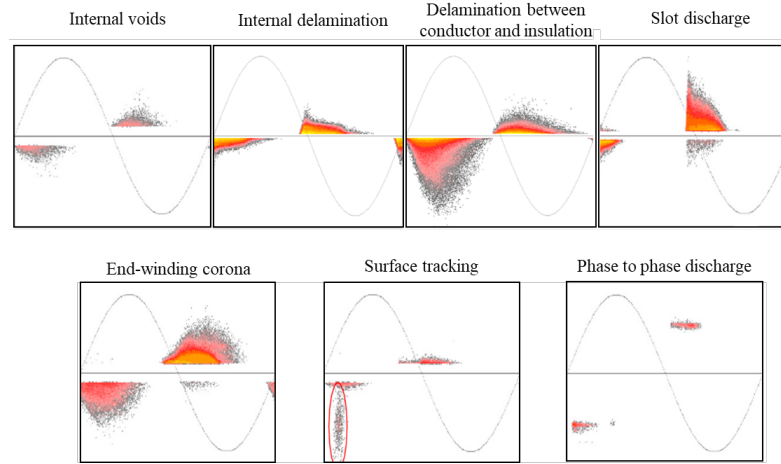 Internal voids
Internal delamination
Delamination between
conductor and insulation
Slot discharge
End-winding corona
Surface tracking
Phase to phase discharge